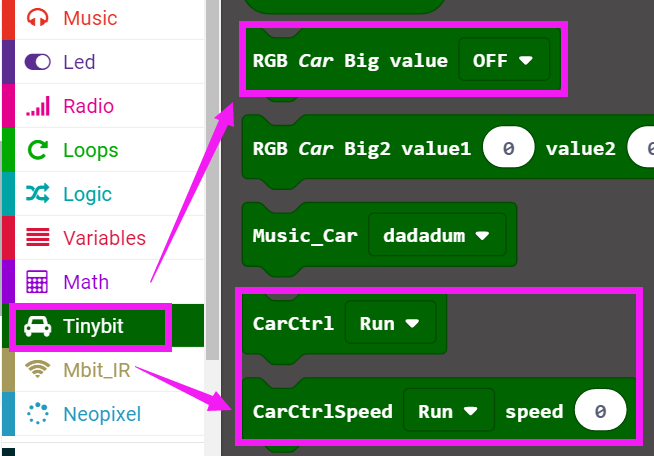 Music
Led
Radio
Loops
Logic
Variables
Math
Tinybit
Mbit_IR
Neopixel
RGB Car Big value OFF
RGB Car Big2 value1 0 value2 0
Music_Car dadadum
CarCtrl Run
CarCtrlSpeed Run speed 0